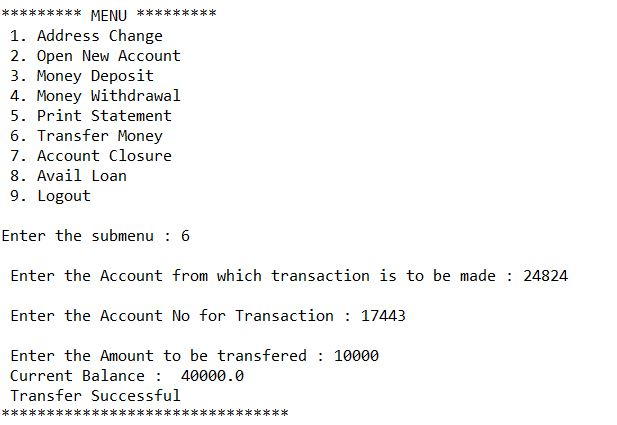 ********* MENU *********
1. Address Change
2. Open New Account
3. Money Deposit
4. Money Withdrawal
5. Print Statement
6. Transfer Money
7. Account Closure
8. Avail Loan
9. Logout
Enter the submenu : 6
Enter the Account from which transaction is to be made : 24824
Enter the Account No for Transaction : 17443
Enter the Amount to be transfered : 10000
Current Balance :  40000.0
Transfer Successful
********************************